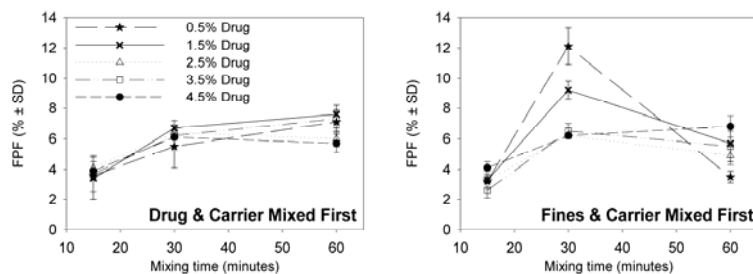 FPF (% ± SD)
14
12
10
8
6
4
2
0
0.5% Drug
1.5% Drug
2.5% Drug
3.5% Drug
4.5% Drug
Drug & Carrier Mixed First
10 20 30 40 50 60
Mixing time (minutes)
FPF (% ± SD)
14
12
10
8
6
4
2
0
Fines & Carrier Mixed First
10 20 30 40 50 60
Mixing time (minutes)